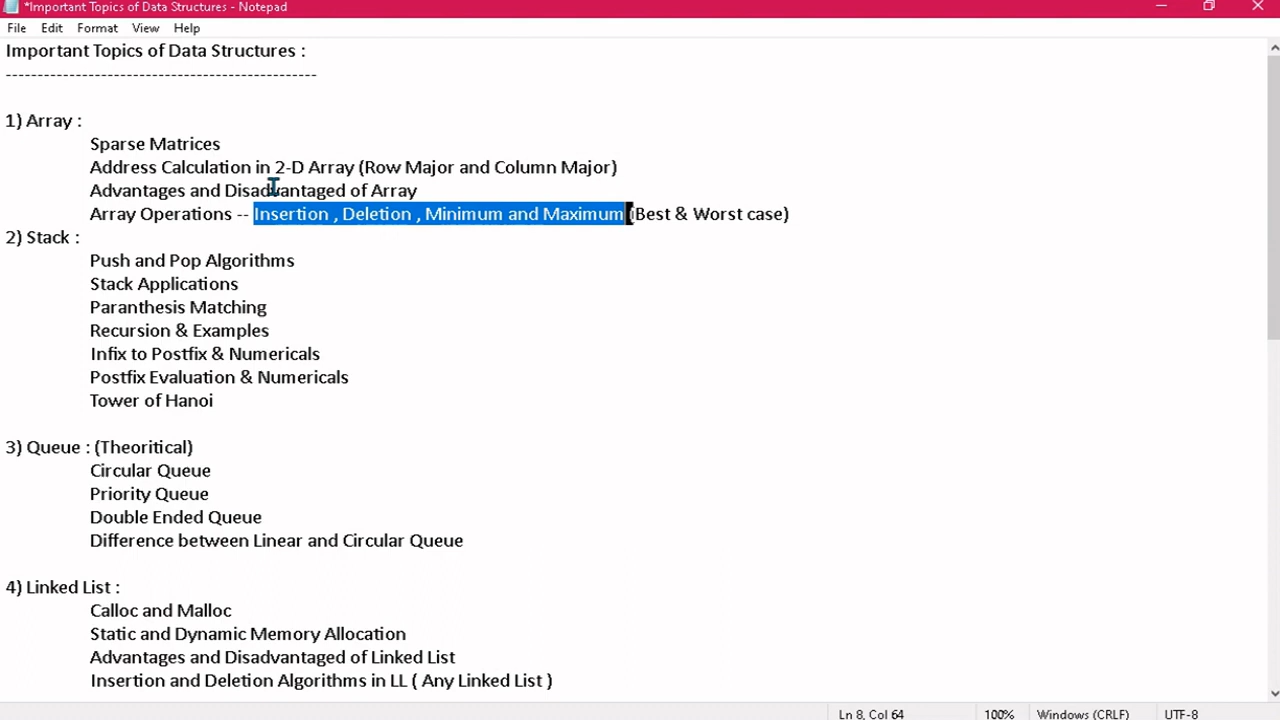 *Important Topics of Data Structures - Notepad
File Edit Format View Help
Important Topics of Data Structures :
------------------------------------------------
1) Array :
Sparse Matrices
Address Calculation in 2-D Array (Row Major and Column Major)
Advantages and Disadvantaged of Array
Array Operations -- Insertion , Deletion , Minimum and Maximum (Best & Worst case)
2) Stack :
Push and Pop Algorithms
Stack Applications
Paranthesis Matching
Recursion & Examples
Infix to Postfix & Numericals
Postfix Evaluation & Numericals
Tower of Hanoi
3) Queue : (Theoritical)
Circular Queue
Priority Queue
Double Ended Queue
Difference between Linear and Circular Queue
4) Linked List :
Calloc and Malloc
Static and Dynamic Memory Allocation
Advantages and Disadvantaged of Linked List
Insertion and Deletion Algorithms in LL ( Any Linked List )
Ln 8, Col 64 100% Windows (CRLF) UTF-8